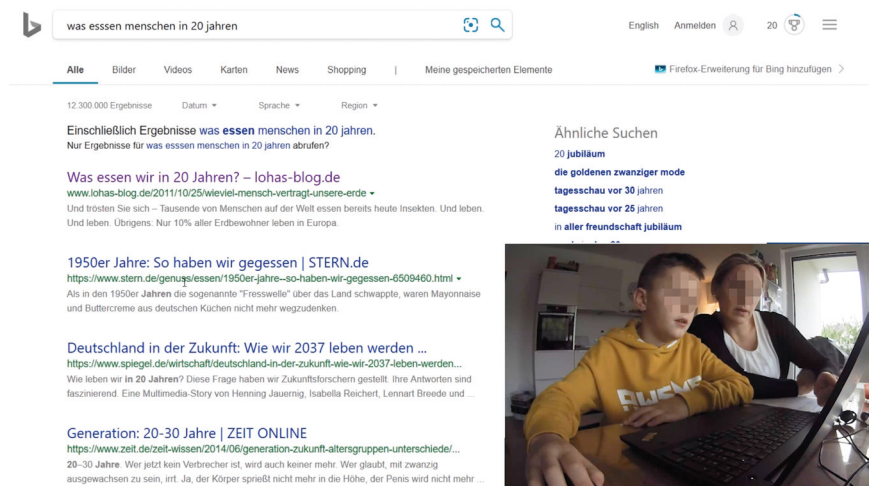 was esssen menschen in 20 jahren
English Anmelden 20
Alle Bilder Videos Karten News Shopping | Meine gespeicherten Elemente
Firefox-Erweiterung für Bing hinzufügen
12.300.000 Ergebnisse Datum Sprache Region
Einschließlich Ergebnisse was essen menschen in 20 jahren.
Nur Ergebnisse für was esssen menschen in 20 jahren abrufen?
Was essen wir in 20 Jahren? – lohas-blog.de
www.lohas-blog.de/2011/10/25/wieviel-mensch-vertragt-unsere-erde
Und trösten Sie sich – Tausende von Menschen auf der Welt essen bereits heute Insekten. Und leben.
Und leben. Übrigens: Nur 10% aller Erdbewohner leben in Europa.
1950er Jahre: So haben wir gegessen | STERN.de
https://www.stern.de/genuss/essen/1950er-jahre--so-haben-wir-gegessen-6509460.html
Als in den 1950er Jahren die sogenannte "Fresswelle" über das Land schwappte, waren Mayonnaise
und Buttercreme aus deutschen Küchen nicht mehr wegzudenken.
Deutschland in der Zukunft: Wie wir 2037 leben werden ...
https://www.spiegel.de/wirtschaft/deutschland-in-der-zukunft-wie-wir-2037-leben-werden...
Wie leben wir in 20 Jahren? Diese Frage haben wir Zukunftsforschern gestellt. Ihre Antworten sind
faszinierend. Eine Multimedia-Story von Henning Jauernig, Isabella Reichert, Lennart Breede und ...
Generation: 20-30 Jahre | ZEIT ONLINE
https://www.zeit.de/zeit-wissen/2014/06/generation-zukunft-altersgruppen-unterschiede/...
20–30 Jahre. Wer jetzt kein Verbrecher ist, wird auch keiner mehr. Wer glaubt, mit zwanzig
ausgewachsen zu sein, irrt. Ja, der Körper sprießt nicht mehr in die Höhe, der Penis wird nicht mehr ...
Ähnliche Suchen
20 jubiläum
die goldenen zwanziger mode
tagesschau vor 30 jahren
tagesschau vor 25 jahren
in aller freundschaft jubiläum